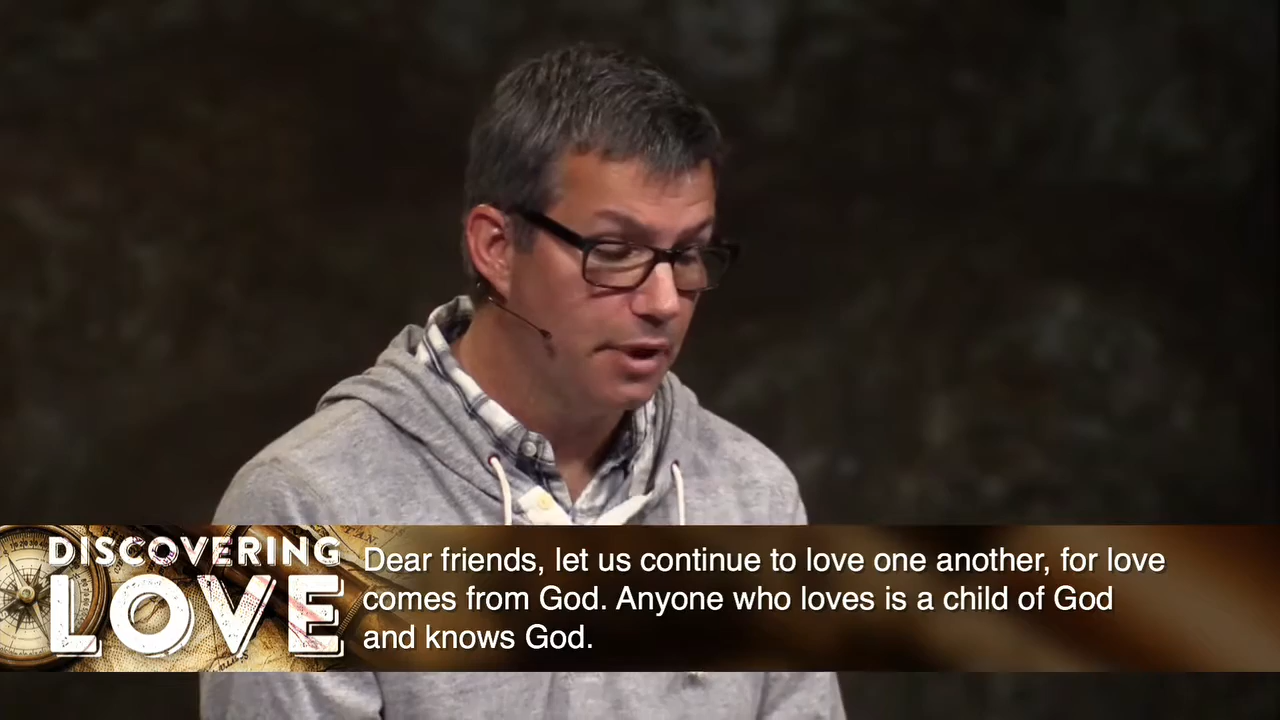 DISCOVERING
LOVE
Dear friends, let us continue to love one another, for love
comes from God. Anyone who loves is a child of God
and knows God.